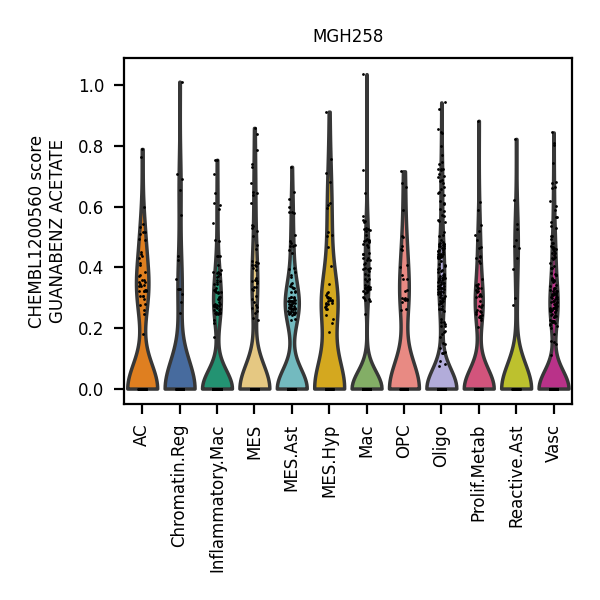 MGH258
CHEMBL1200560 score
GUANABENZ ACETATE
1.0
0.8
0.6
0.4
0.2
0.0
AC
Chromatin.Reg
Inflammatory.Mac
MES
MES.Ast
MES.Hyp
Mac
OPC
Oligo
Prolif.Metab
Reactive.Ast
Vasc